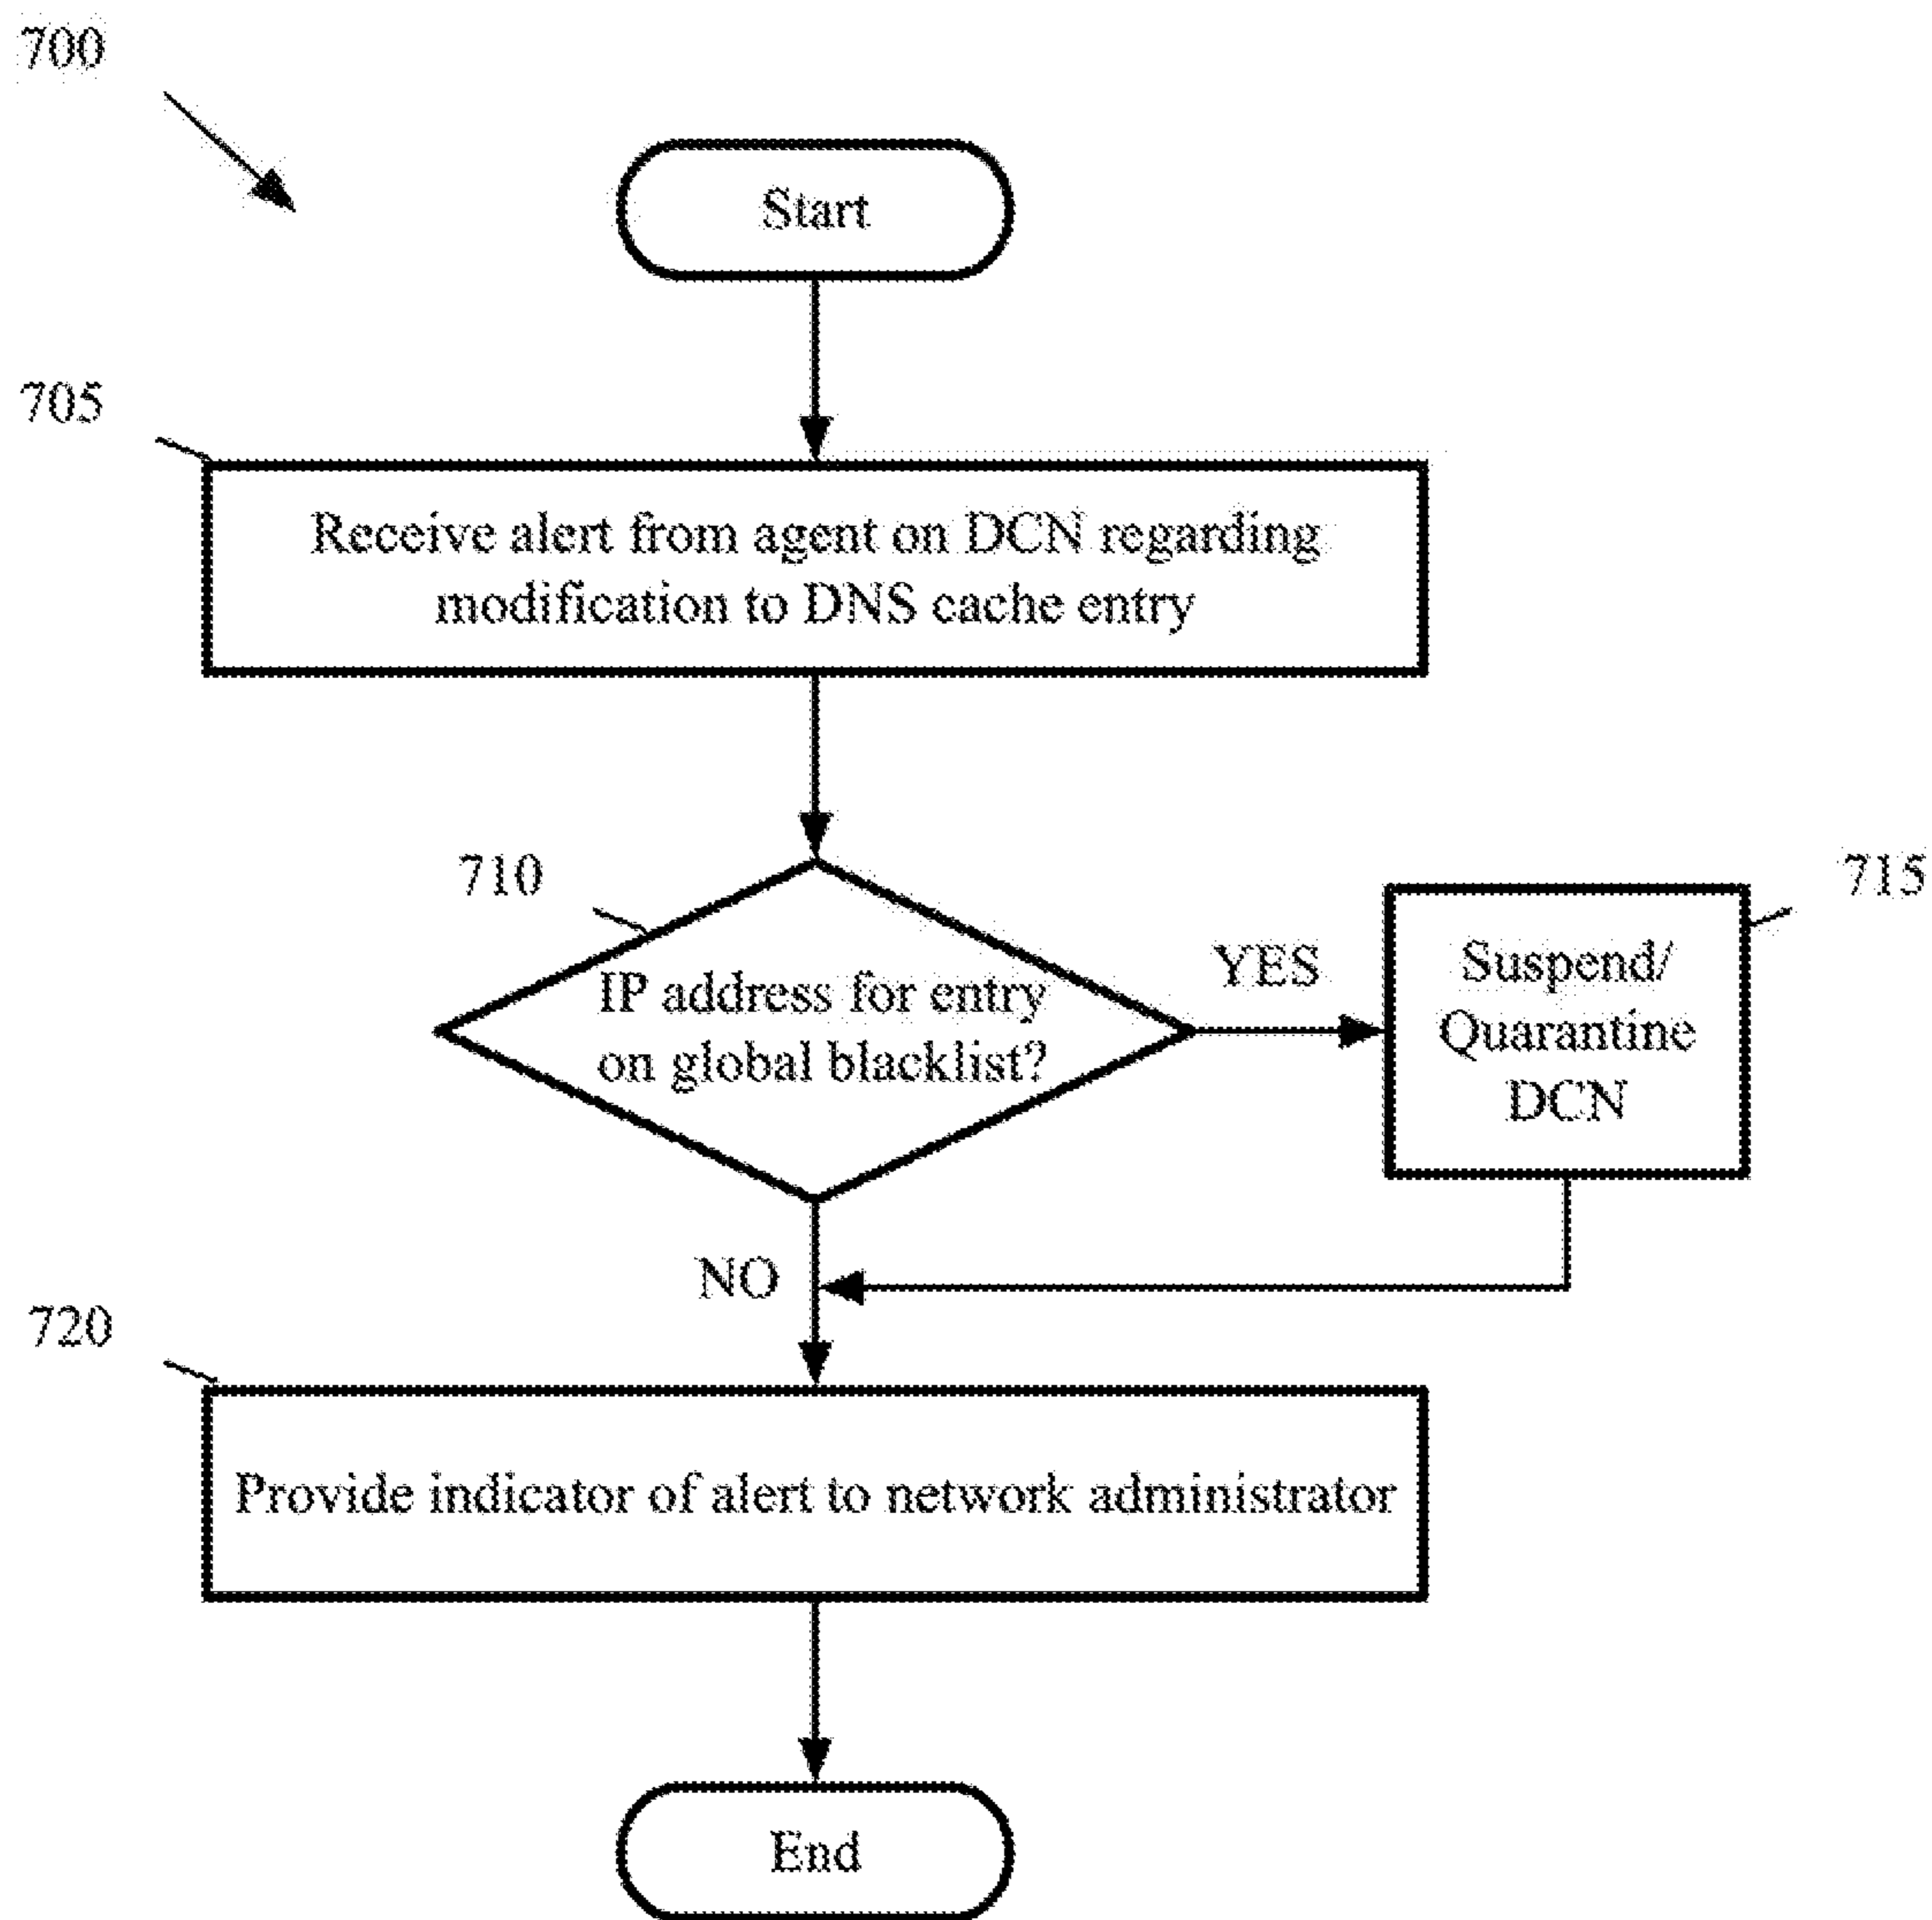 700
Start
705
Receive alert from agent on DCN regarding
modification to DNS cache entry
710
715
IP address for entry
on global blacklist?
YES
Suspend/
Quarantine
DCN
NO
720
Provide indicator of alert to network administrator
End